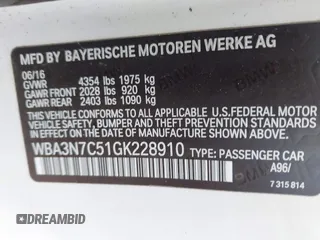 MFD BY BAYERISCHE MOTOREN WERKE AG
06/16
GVWR 4354 lbs 1975 kg
GAWR FRONT 2028 lbs 920 kg
GAWR REAR 2403 lbs 1090 kg
THIS VEHICLE CONFORMS TO ALL APPLICABLE U.S.FEDERAL MOTOR
VEHICLE SAFETY, BUMPER, AND THEFT PREVENTION STANDARDS
IN EFFECT ON THE DATE OF MANUFACTURE SHOWN ABOVE.
WBA3N7C51GK228910 TYPE: PASSENGER CAR
A96/
7 315 814
DCARFAX.WIKI